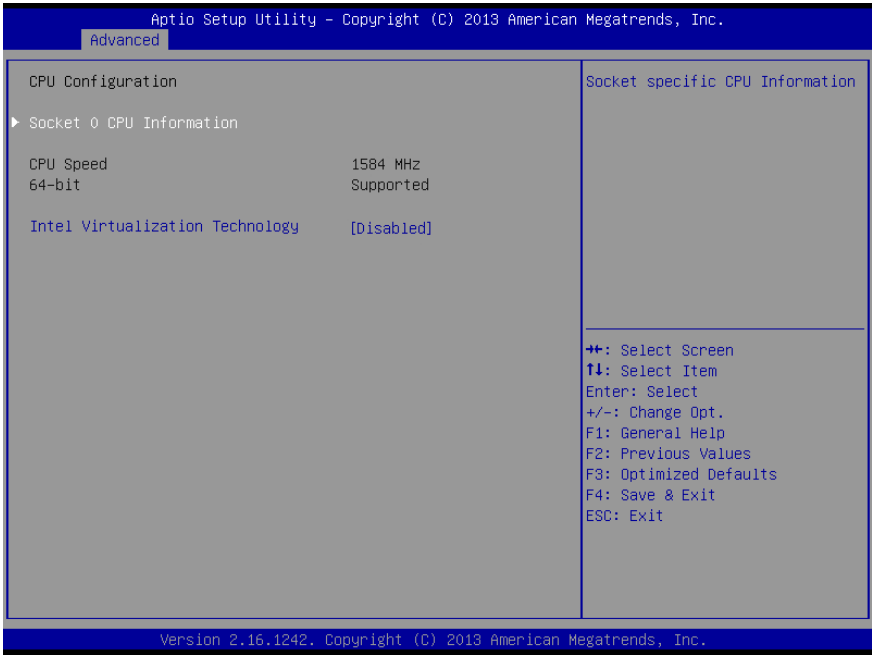 Aptio Setup Utility – Copyright (C) 2013 American Megatrends, Inc.
Advanced
CPU Configuration
Socket 0 CPU Information
CPU Speed 1584 MHz
64-bit Supported
Intel Virtualization Technology [Disabled]
Socket specific CPU Information
→←: Select Screen
↑↓: Select Item
Enter: Select
+/-: Change Opt.
F1: General Help
F2: Previous Values
F3: Optimized Defaults
F4: Save & Exit
ESC: Exit
Version 2.16.1242. Copyright (C) 2013 American Megatrends, Inc.